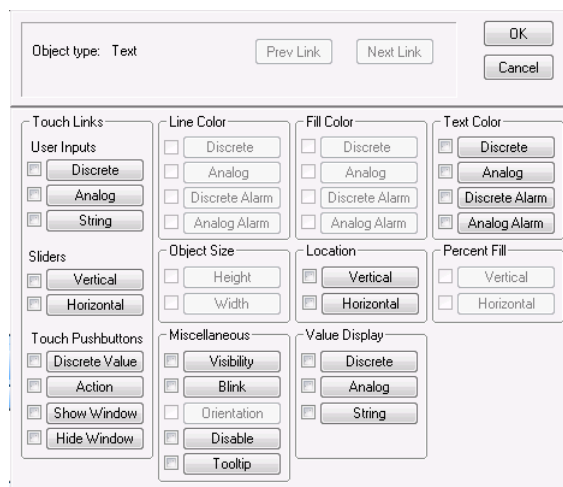 Object type: Text
Prev Link
Next Link
OK
Cancel
Touch Links
User Inputs
Discrete
Analog
String
Sliders
Vertical
Horizontal
Touch Pushbuttons
Discrete Value
Action
Show Window
Hide Window
Line Color
Discrete
Analog
Discrete Alarm
Analog Alarm
Object Size
Height
Width
Miscellaneous
Visibility
Blink
Orientation
Disable
Tooltip
Fill Color
Discrete
Analog
Discrete Alarm
Analog Alarm
Location
Vertical
Horizontal
Value Display
Discrete
Analog
String
Text Color
Discrete
Analog
Discrete Alarm
Analog Alarm
Percent Fill
Vertical
Horizontal